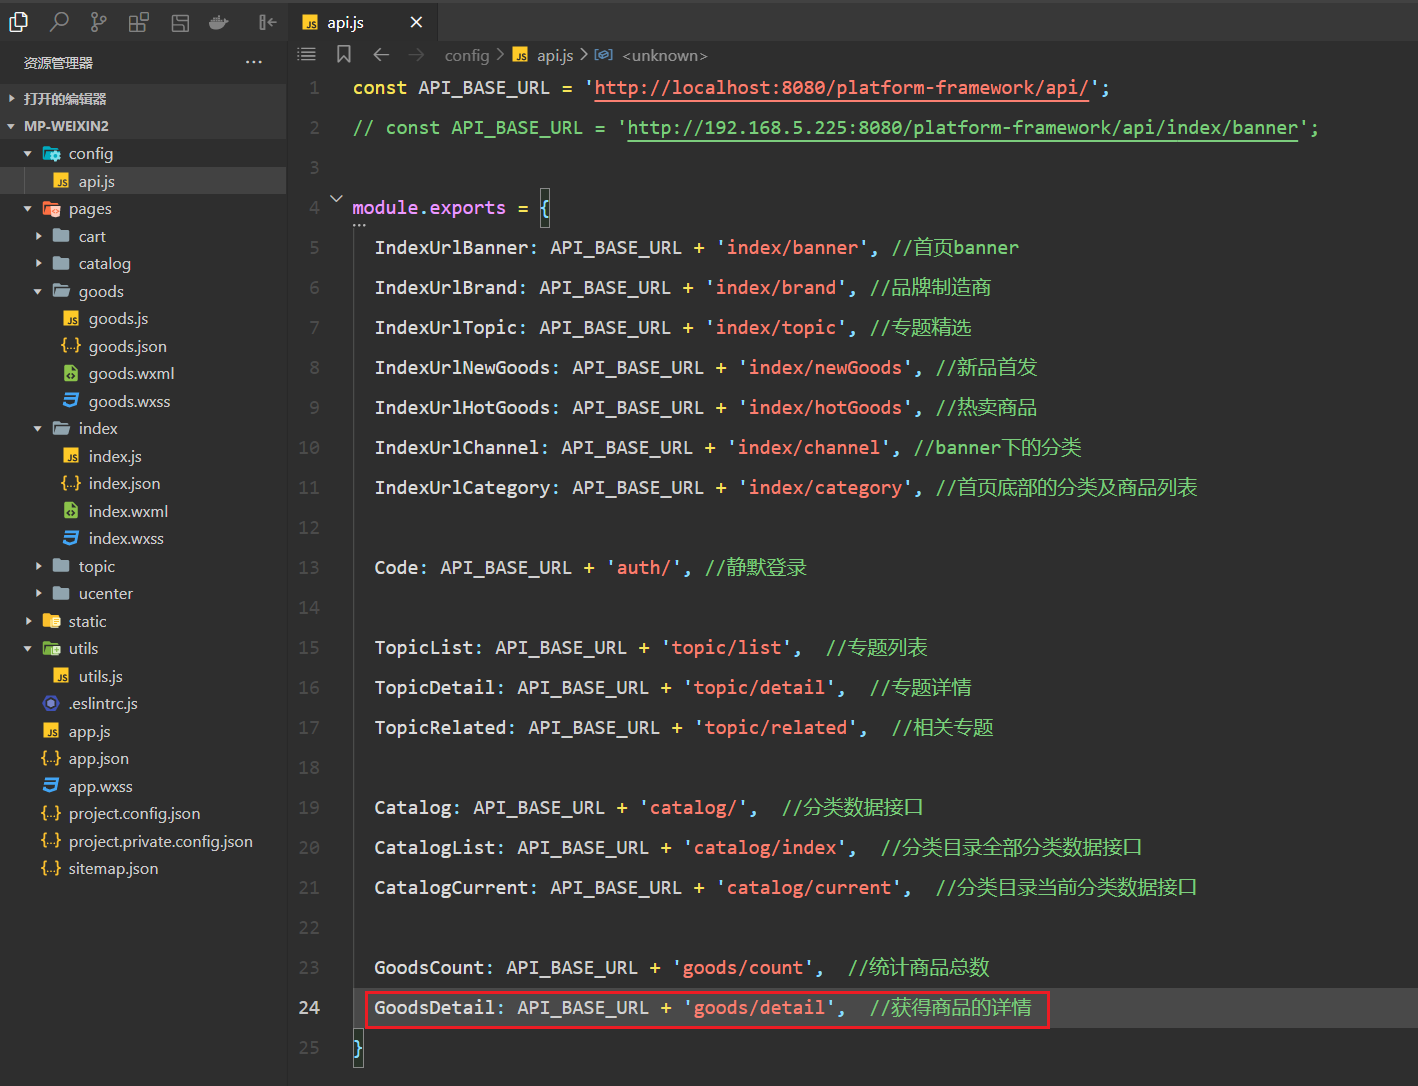 api.js
资源管理器
打开的编辑器
MP-WEIXIN2
config
api.js
pages
cart
catalog
goods
goods.js
goods.json
goods.wxml
goods.wxss
index
index.js
index.json
index.wxml
index.wxss
topic
ucenter
static
utils
utils.js
.eslintrc.js
app.js
app.json
app.wxss
project.config.json
project.private.config.json
sitemap.json
config > api.js > <unknown>
1 const API_BASE_URL = 'http://localhost:8080/platform-framework/api/';
2 // const API_BASE_URL = 'http://192.168.5.225:8080/platform-framework/api/index/banner';
3
4 module.exports = {
5 IndexUrlBanner: API_BASE_URL + 'index/banner', //首页banner
6 IndexUrlBrand: API_BASE_URL + 'index/brand', //品牌制造商
7 IndexUrlTopic: API_BASE_URL + 'index/topic', //专题精选
8 IndexUrlNewGoods: API_BASE_URL + 'index/newGoods', //新品首发
9 IndexUrlHotGoods: API_BASE_URL + 'index/hotGoods', //热卖商品
10 IndexUrlChannel: API_BASE_URL + 'index/channel', //banner下的分类
11 IndexUrlCategory: API_BASE_URL + 'index/category', //首页底部的分类及商品列表
12
13 Code: API_BASE_URL + 'auth/', //静默登录
14
15 TopicList: API_BASE_URL + 'topic/list', //专题列表
16 TopicDetail: API_BASE_URL + 'topic/detail', //专题详情
17 TopicRelated: API_BASE_URL + 'topic/related', //相关专题
18
19 Catalog: API_BASE_URL + 'catalog/', //分类数据接口
20 CatalogList: API_BASE_URL + 'catalog/index', //分类目录全部分类数据接口
21 CatalogCurrent: API_BASE_URL + 'catalog/current', //分类目录当前分类数据接口
22
23 GoodsCount: API_BASE_URL + 'goods/count', //统计商品总数
24 GoodsDetail: API_BASE_URL + 'goods/detail', //获得商品的详情
25 }